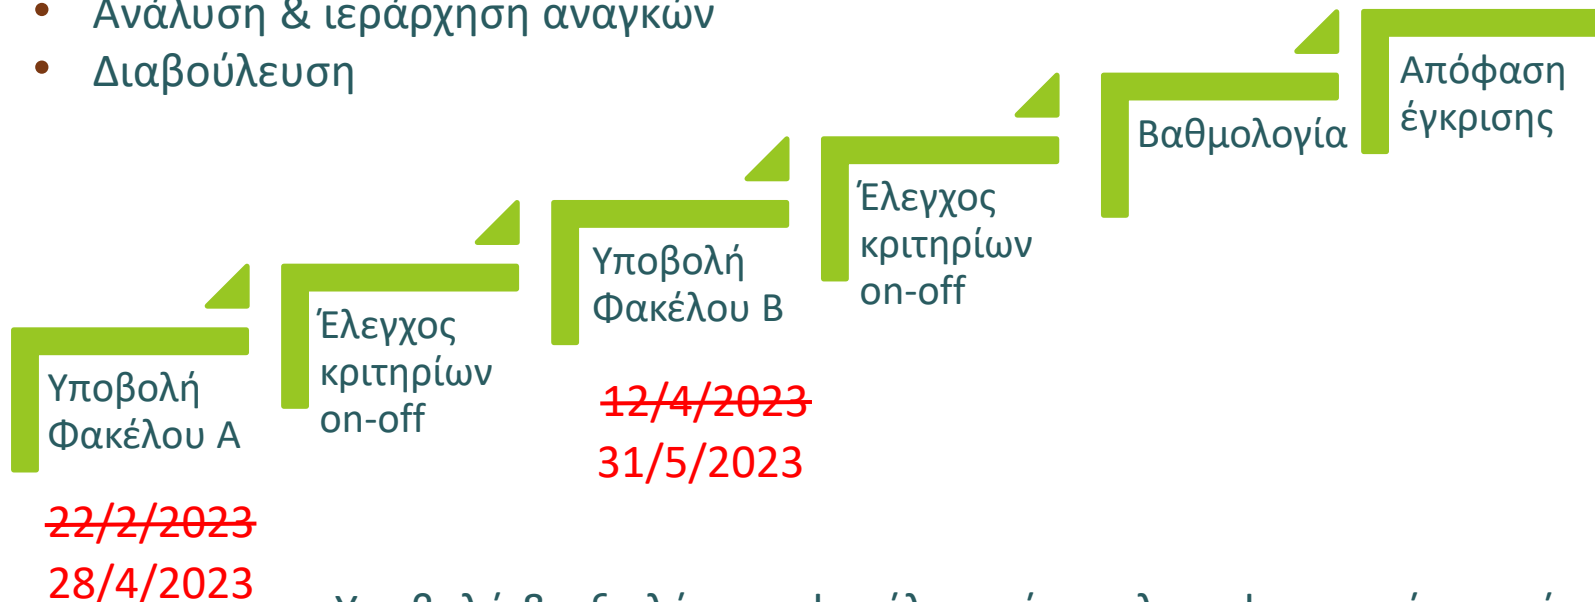 • Ανάλυση & ιεράρχηση αναγκών
• Διαβούλευση
Υποβολή
Φακέλου Α
22/2/2023
28/4/2023
Έλεγχος
κριτηρίων
on-off
Υποβολή
Φακέλου Β
12/4/2023
31/5/2023
Έλεγχος
κριτηρίων
on-off
Βαθμολογία
Απόφαση
έγκρισης